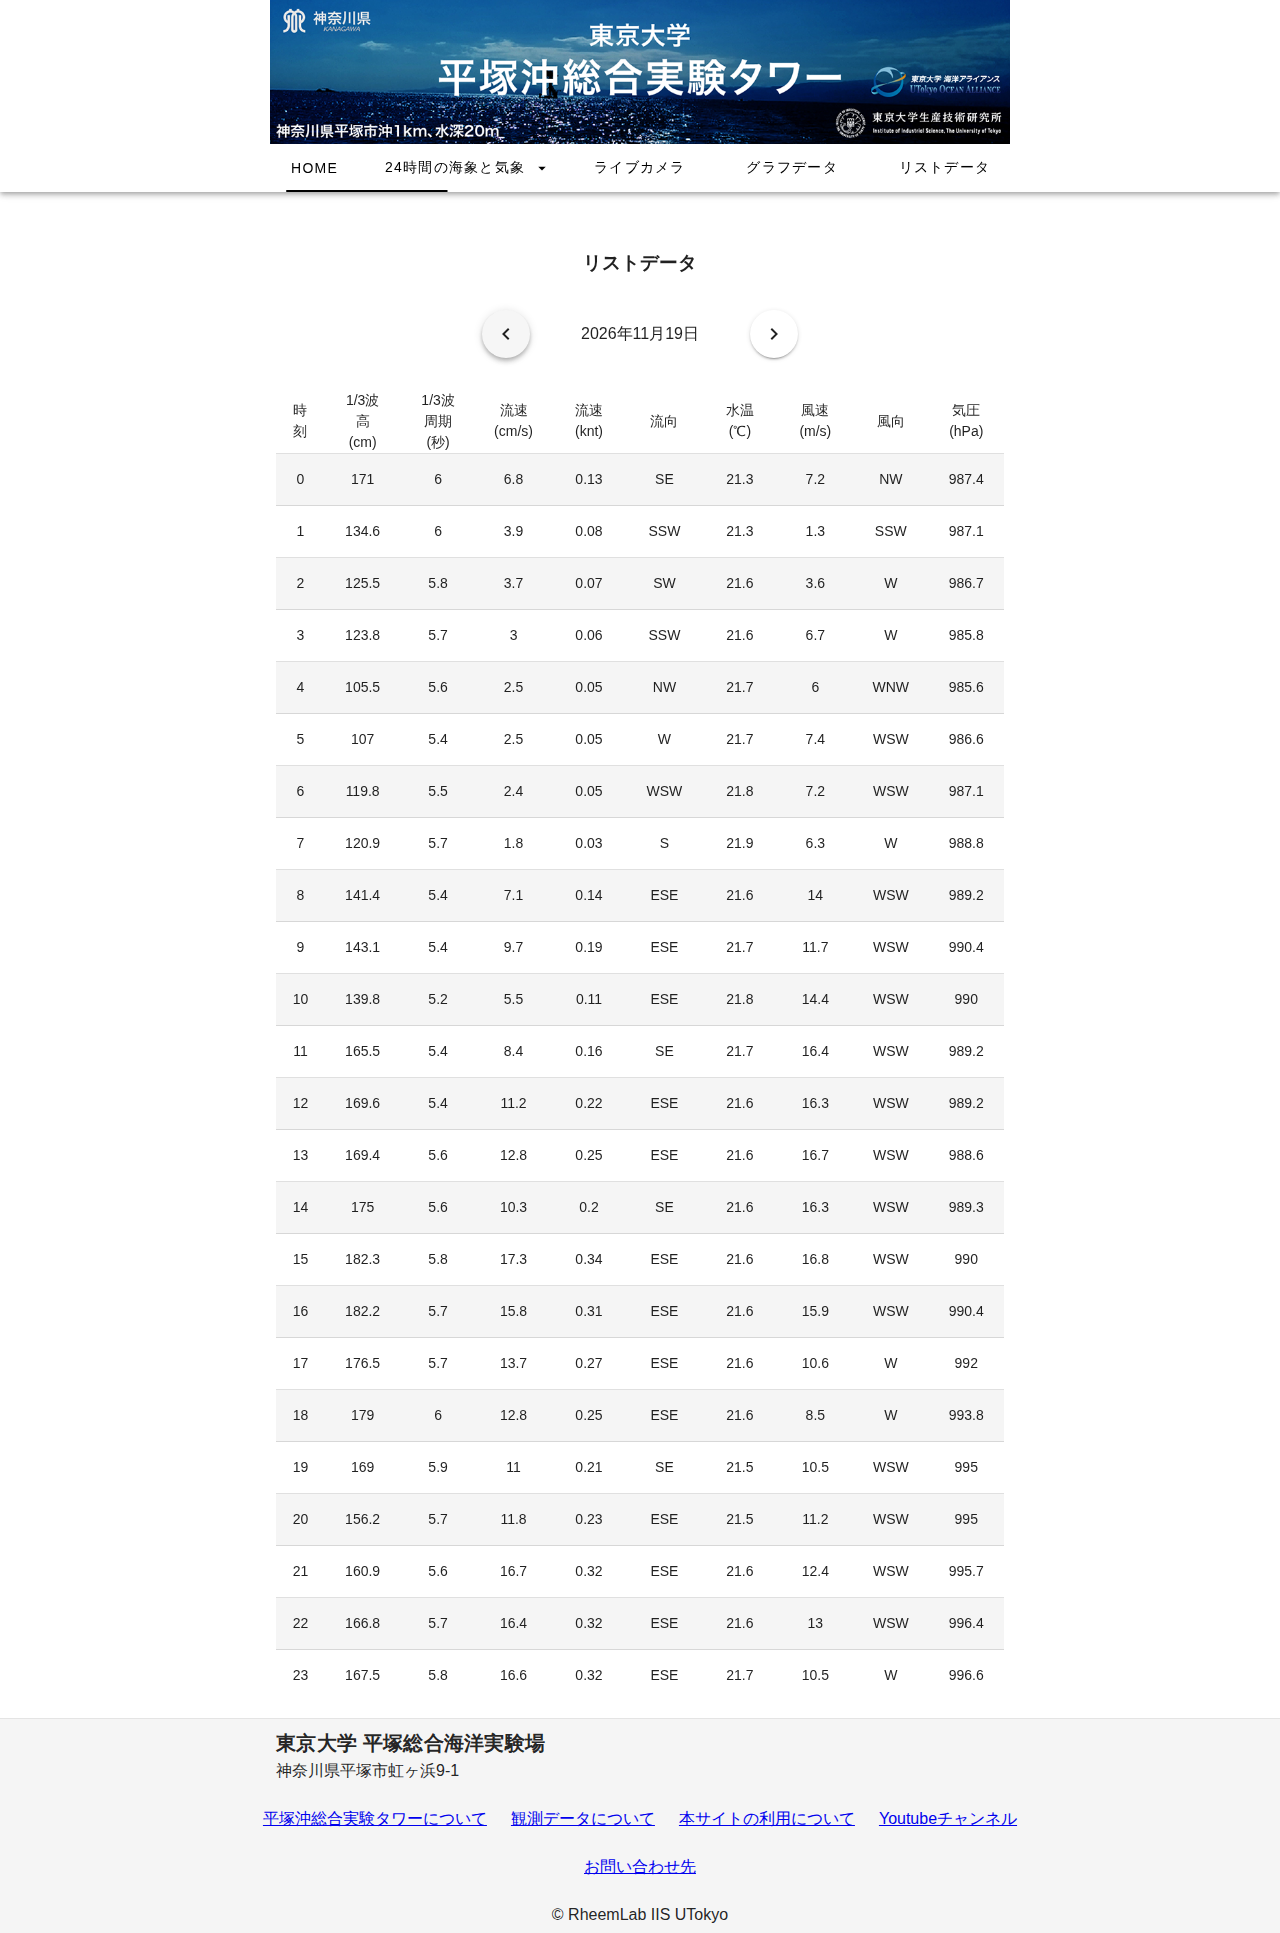 神奈川県
KANAGAWA
東京大学
平塚沖総合実験タワー
東京大学 海洋アライアンス
UTokyo OCEAN ALLIANCE
東京大学生産技術研究所
Institute of Industrial Science, The University of Tokyo
神奈川県平塚市沖1km、水深20m
HOME 24時間の海象と気象 ライブカメラ グラフデータ リストデータ
リストデータ
2026年11月19日
時刻 1/3波高(cm) 1/3波周期(秒) 流速(cm/s) 流速(knt) 流向 水温(℃) 風速(m/s) 風向 気圧(hPa)
0 171 6 6.8 0.13 SE 21.3 7.2 NW 987.4
1 134.6 6 3.9 0.08 SSW 21.3 1.3 SSW 987.1
2 125.5 5.8 3.7 0.07 SW 21.6 3.6 W 986.7
3 123.8 5.7 3 0.06 SSW 21.6 6.7 W 985.8
4 105.5 5.6 2.5 0.05 NW 21.7 6 WNW 985.6
5 107 5.4 2.5 0.05 W 21.7 7.4 WSW 986.6
6 119.8 5.5 2.4 0.05 WSW 21.8 7.2 WSW 987.1
7 120.9 5.7 1.8 0.03 S 21.9 6.3 W 988.8
8 141.4 5.4 7.1 0.14 ESE 21.6 14 WSW 989.2
9 143.1 5.4 9.7 0.19 ESE 21.7 11.7 WSW 990.4
10 139.8 5.2 5.5 0.11 ESE 21.8 14.4 WSW 990
11 165.5 5.4 8.4 0.16 SE 21.7 16.4 WSW 989.2
12 169.6 5.4 11.2 0.22 ESE 21.6 16.3 WSW 989.2
13 169.4 5.6 12.8 0.25 ESE 21.6 16.7 WSW 988.6
14 175 5.6 10.3 0.2 SE 21.6 16.3 WSW 989.3
15 182.3 5.8 17.3 0.34 ESE 21.6 16.8 WSW 990
16 182.2 5.7 15.8 0.31 ESE 21.6 15.9 WSW 990.4
17 176.5 5.7 13.7 0.27 ESE 21.6 10.6 W 992
18 179 6 12.8 0.25 ESE 21.6 8.5 W 993.8
19 169 5.9 11 0.21 SE 21.5 10.5 WSW 995
20 156.2 5.7 11.8 0.23 ESE 21.5 11.2 WSW 995
21 160.9 5.6 16.7 0.32 ESE 21.6 12.4 WSW 995.7
22 166.8 5.7 16.4 0.32 ESE 21.6 13 WSW 996.4
23 167.5 5.8 16.6 0.32 ESE 21.7 10.5 W 996.6
東京大学 平塚総合海洋実験場
神奈川県平塚市虹ヶ浜9-1
平塚沖総合実験タワーについて 観測データについて 本サイトの利用について Youtubeチャンネル
お問い合わせ先
© RheemLab IIS UTokyo